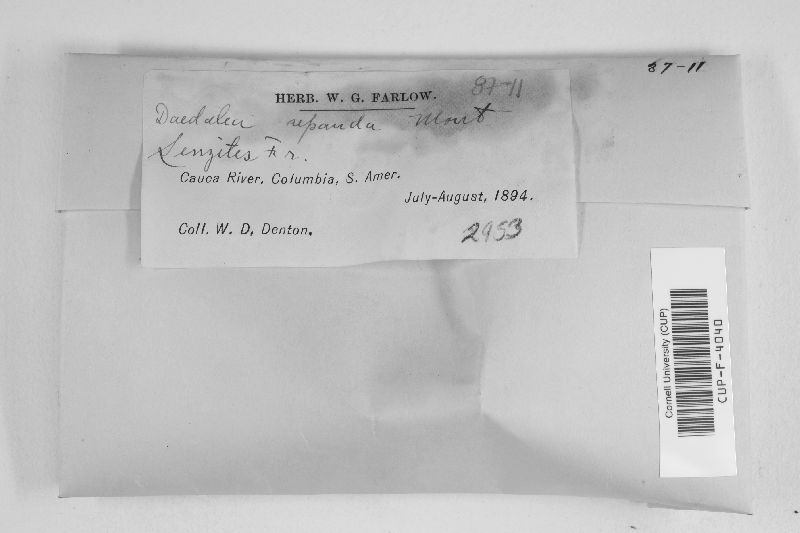 87-11
HERB. W. G. FARLOW.
87-11
Daedalea repanda Mont
Lenzites Fr.
Cauca River, Columbia, S. Amer.
July-August, 1894.
Coll. W. D. Denton.
2953
Cornell University (CUP)
CUP-F-4040